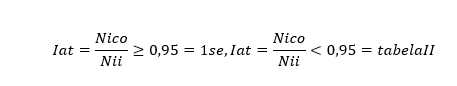 Iat = Nico/Nii ≥ 0,95 = 1se, Iat = Nico/Nii < 0,95 = tabelaII